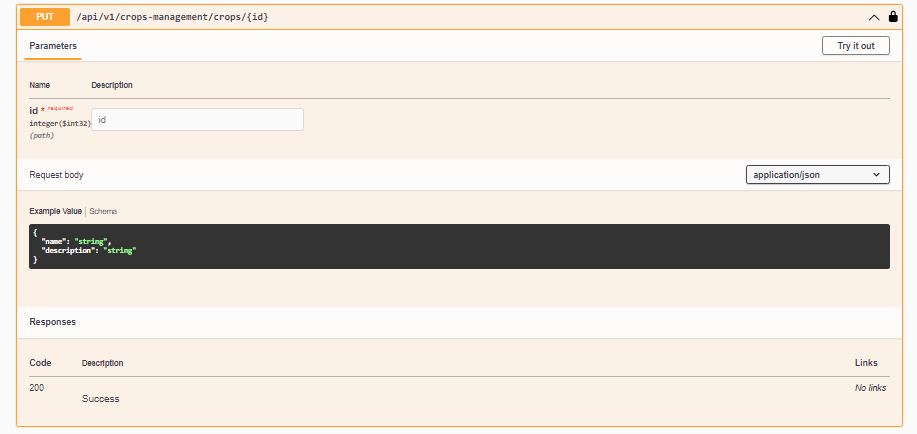 PUT /api/v1/crops-management/crops/{id}
Parameters
Try it out
Name Description
id * required
integer($int32)
(path)
id
Request body
application/json
Example Value | Schema
{
"name": "string",
"description": "string"
}
Responses
Code Description Links
200
Success
No links